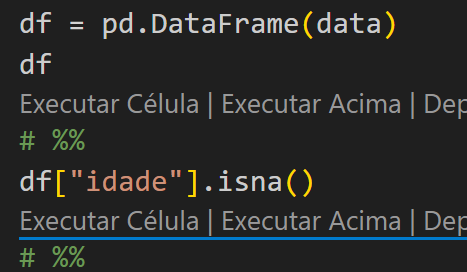 df = pd.DataFrame(data)
df
Executar Célula | Executar Acima | Dep
# %%
df["idade"].isna()
Executar Célula | Executar Acima | Dep
# %%